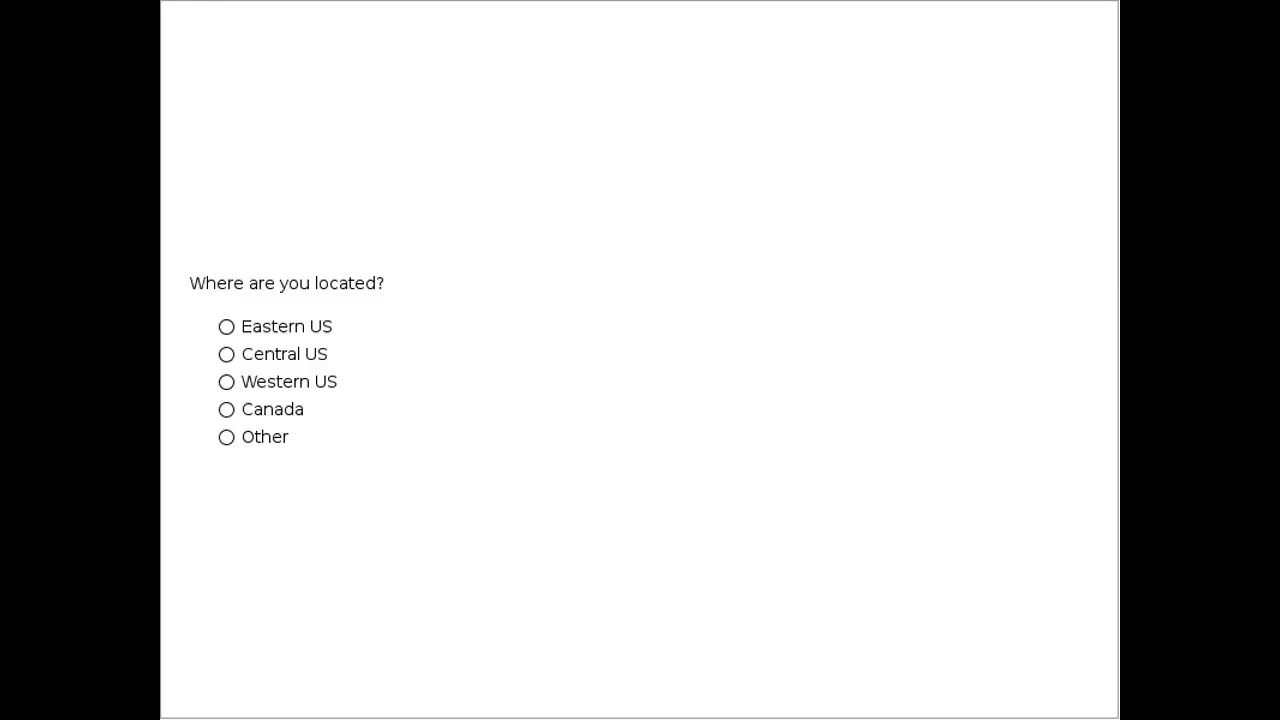 Where are you located?
Eastern US
Central US
Western US
Canada
Other